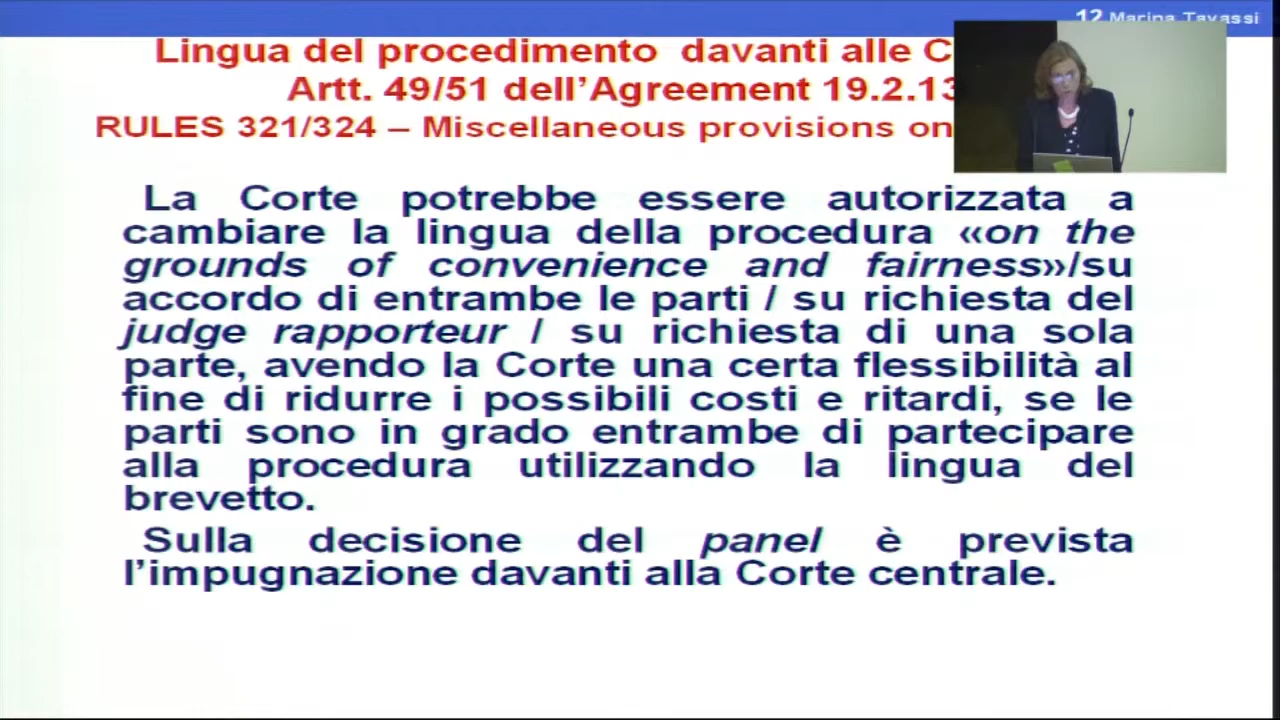 12 Marina Tavassi
Lingua del procedimento davanti alle C
Artt. 49/51 dell'Agreement 19.2.13
RULES 321/324 – Miscellaneous provisions on
La Corte potrebbe essere autorizzata a
cambiare la lingua della procedura «on the
grounds of convenience and fairness»/su
accordo di entrambe le parti / su richiesta del
judge rapporteur / su richiesta di una sola
parte, avendo la Corte una certa flessibilità al
fine di ridurre i possibili costi e ritardi, se le
parti sono in grado entrambe di partecipare
alla procedura utilizzando la lingua del
brevetto.
Sulla decisione del panel è prevista
l'impugnazione davanti alla Corte centrale.